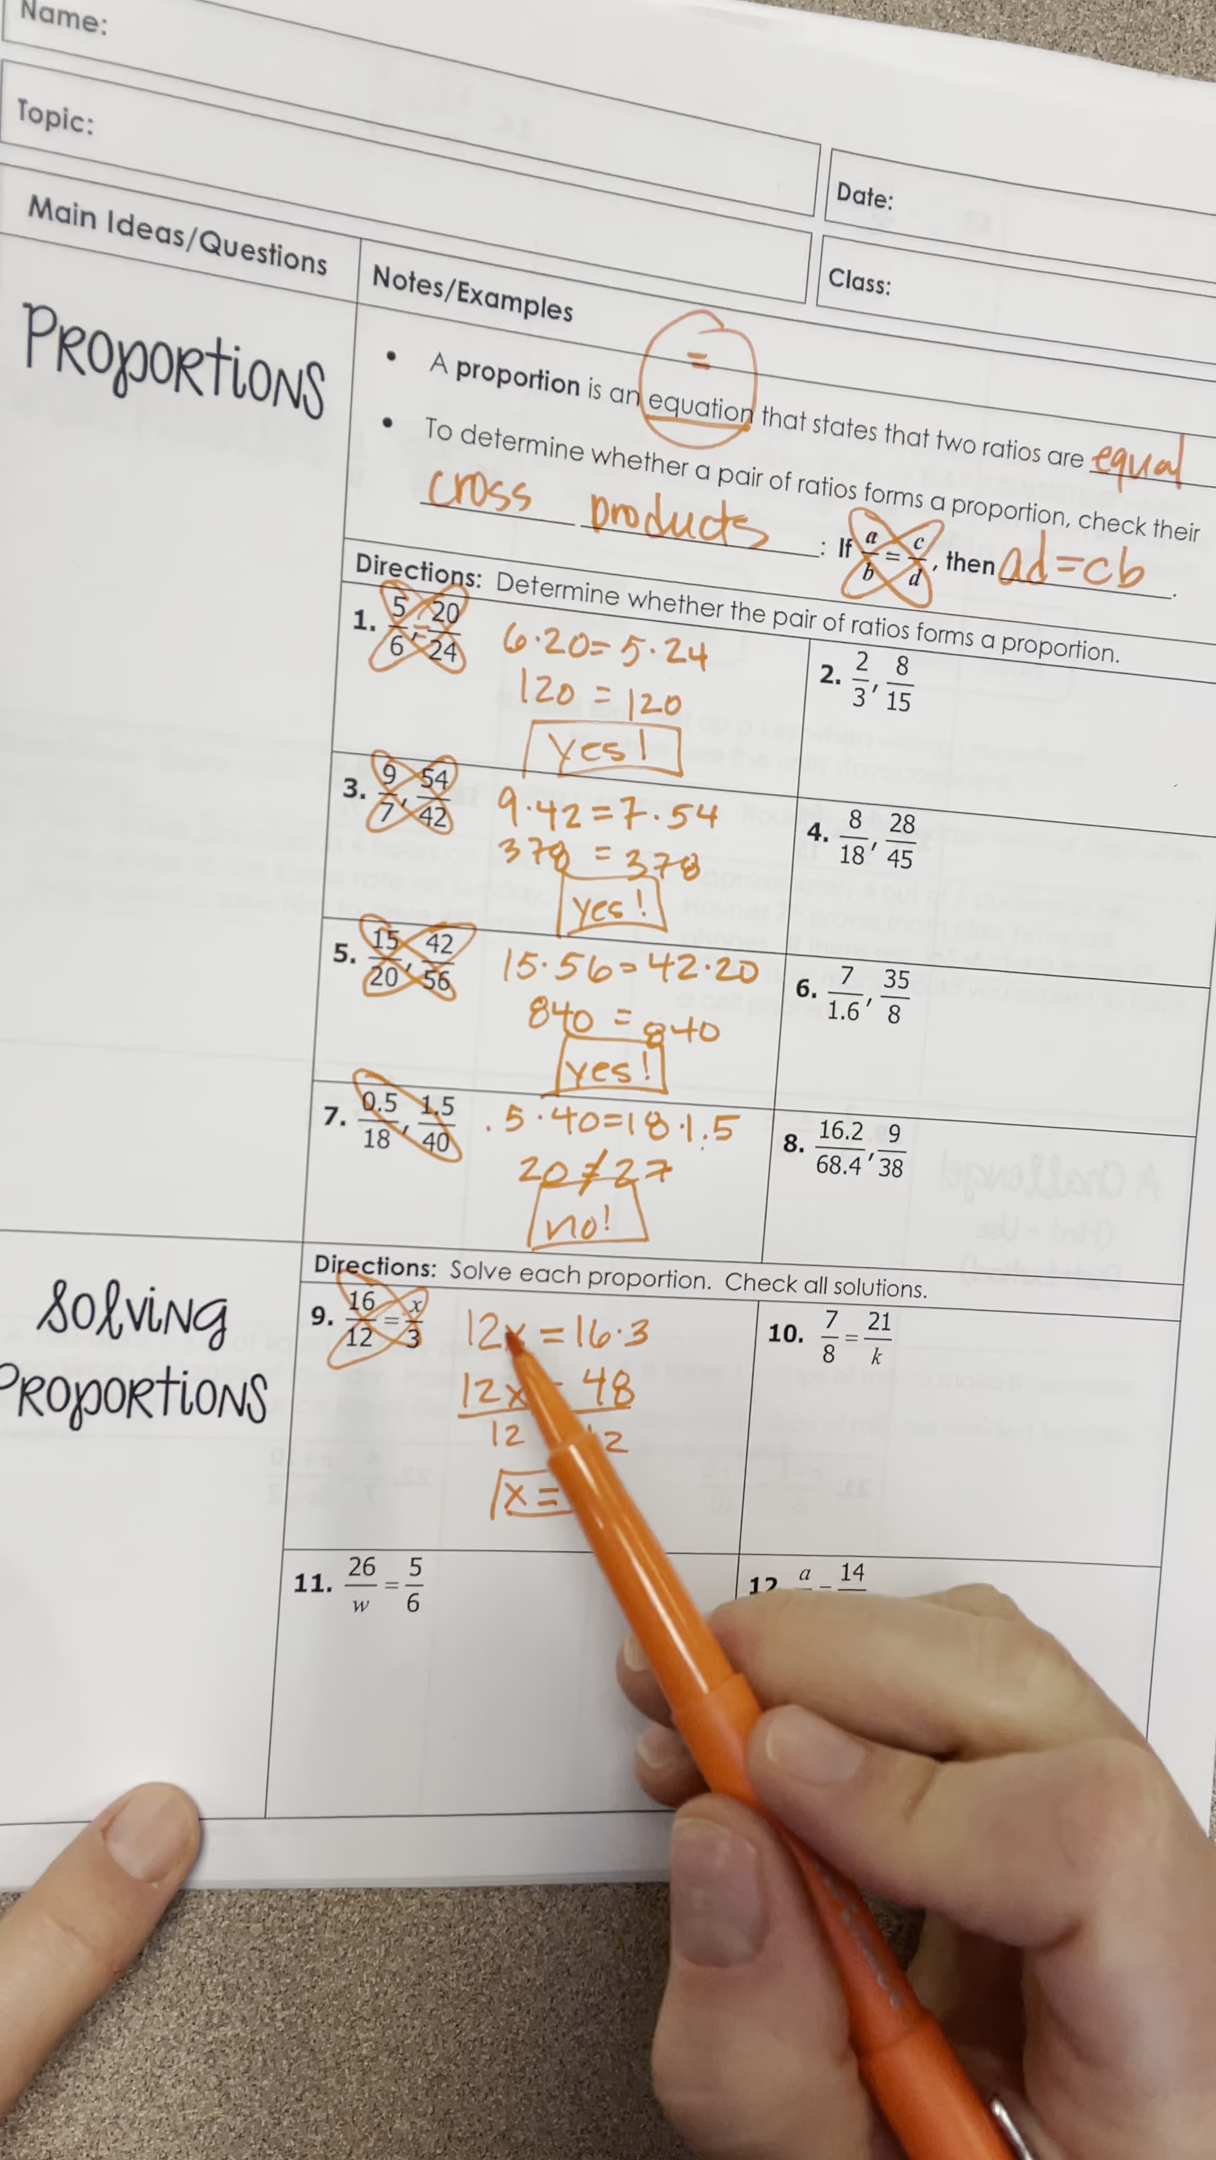 Name:
Topic:
Date:
Class:
Main Ideas/Questions
Notes/Examples
PROPORTIONS
=
• A proportion is an equation that states that two ratios are equal
• To determine whether a pair of ratios forms a proportion, check their
cross products : If a/b = c/d, then ad=cb.
Directions: Determine whether the pair of ratios forms a proportion.
1. 5/6, 20/24
=
6·20=5·24
120 = 120
yes!
2. 2/3, 8/15
3. 9/7, 54/42
9·42=7·54
378 = 378
yes!
4. 8/18, 28/45
5. 15/20, 42/56
15·56=42·20
840 = 840
yes!
6. 7/1.6, 35/8
7. 0.5/18, 1.5/40
.5·40=18·1.5
20≠27
no!
8. 16.2/68.4, 9/38
SOLVING
PROPORTIONS
Directions: Solve each proportion. Check all solutions.
9. 16/12 = x/3
12x = 16·3
12x 48
12
x=
10. 7/8 = 21/k
11. 26/w = 5/6
12. a 14